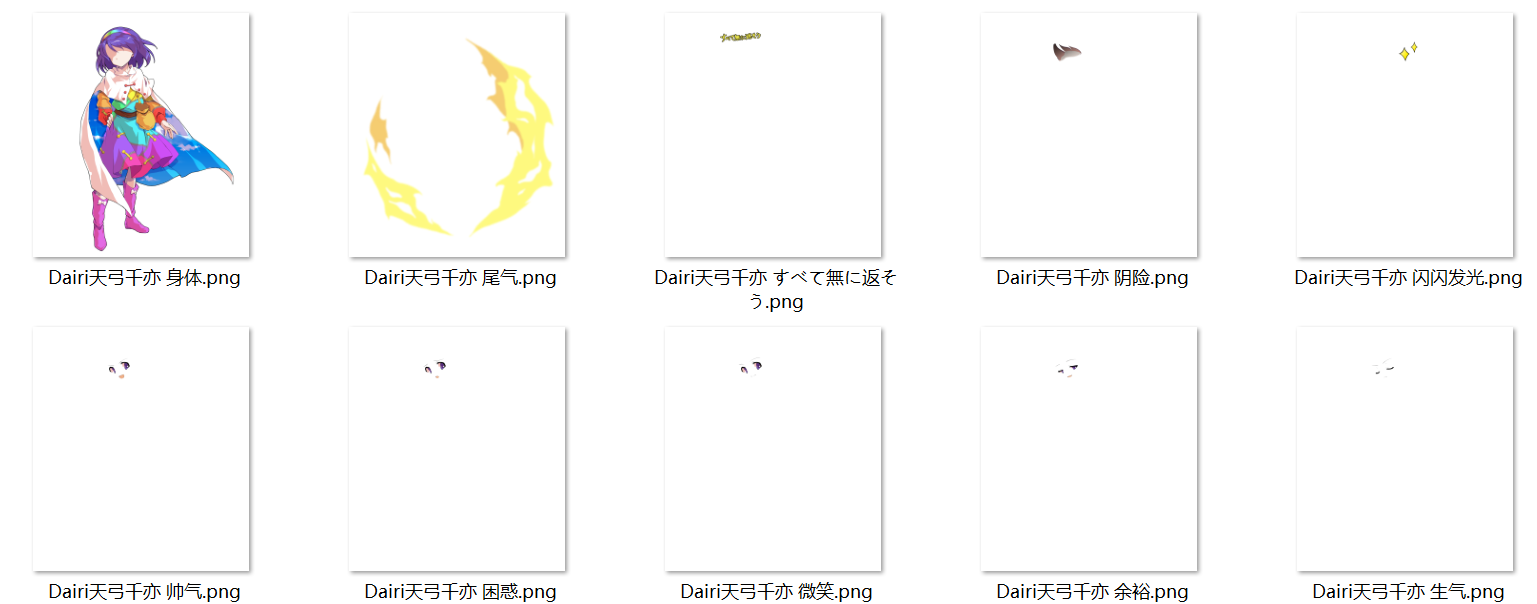 Dairi天弓千亦 身体.png
Dairi天弓千亦 尾气.png
Dairi天弓千亦 すべて無に返そ
う.png
Dairi天弓千亦 阴险.png
Dairi天弓千亦 闪闪发光.png
Dairi天弓千亦 帅气.png
Dairi天弓千亦 困惑.png
Dairi天弓千亦 微笑.png
Dairi天弓千亦 余裕.png
Dairi天弓千亦 生气.png